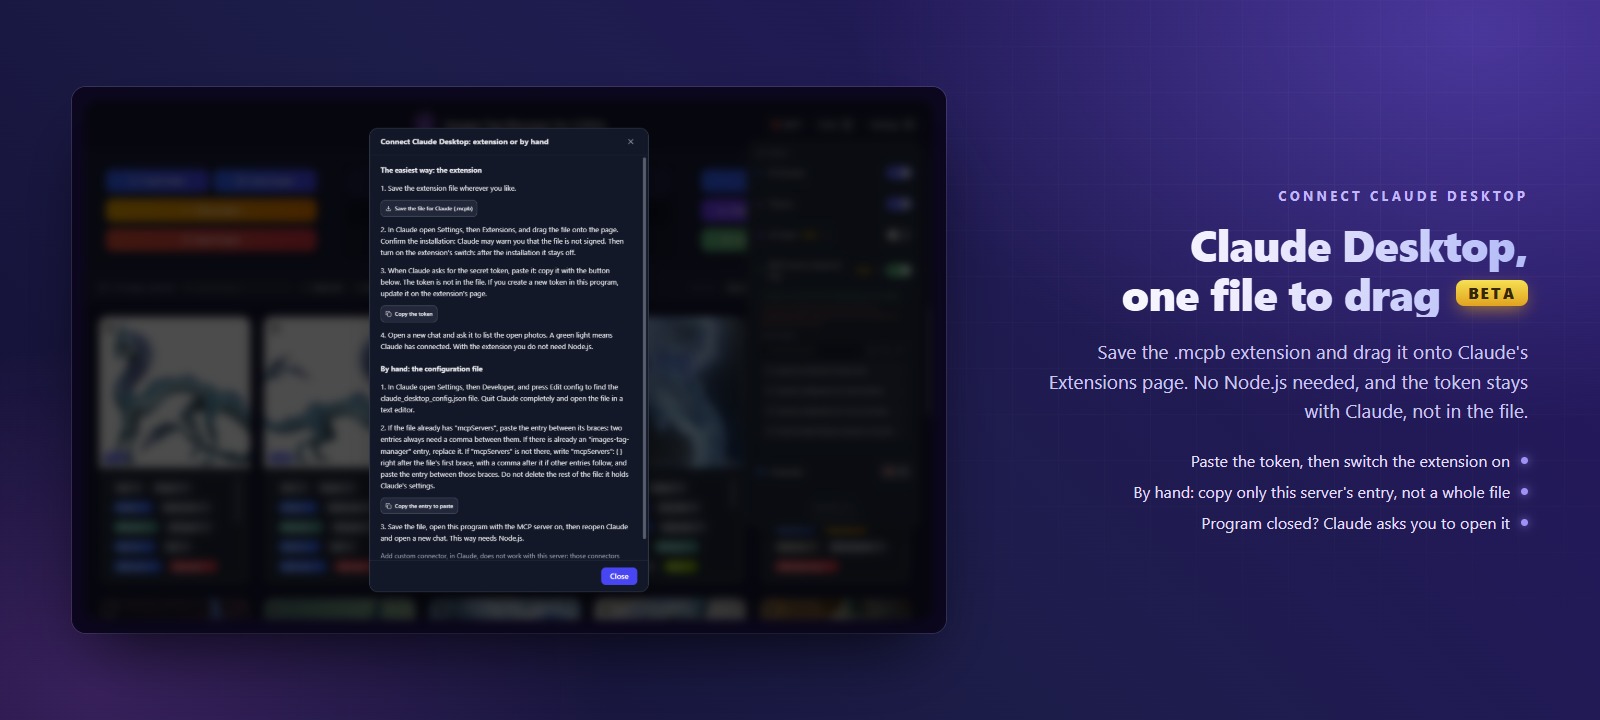 Connect Claude Desktop: extension or by hand
The easiest way: the extension
1. Save the extension file wherever you like.
Save the file for Claude (.mcpb)
2. In Claude open Settings, then Extensions, and drag the file onto the page.
Confirm the installation: Claude may warn you that the file is not signed. Then
turn on the extension's switch: after the installation it stays off.
3. When Claude asks for the secret token, paste it: copy it with the button
below. The token is not in the file. If you create a new token in this program,
update it on the extension's page.
Copy the token
4. Open a new chat and ask it to list the open photos. A green light means
Claude has connected. With the extension you do not need Node.js.
By hand: the configuration file
1. In Claude open Settings, then Developer, and press Edit config to find the
claude_desktop_config.json file. Quit Claude completely and open the file in a
text editor.
2. If the file already has "mcpServers", paste the entry between its braces: two
entries always need a comma between them. If there is already an "images-tag-
manager" entry, replace it. If "mcpServers" is not there, write "mcpServers": { }
right after the file's first brace, with a comma after it if other entries follow, and
paste the entry between those braces. Do not delete the rest of the file: it holds
Claude's settings.
Copy the entry to paste
3. Save the file, open this program with the MCP server on, then reopen Claude
and open a new chat. This way needs Node.js.
Add custom connector, in Claude, does not work with this server: those connectors
Close
CONNECT CLAUDE DESKTOP
Claude Desktop,
one file to drag BETA
Save the .mcpb extension and drag it onto Claude's
Extensions page. No Node.js needed, and the token stays
with Claude, not in the file.
Paste the token, then switch the extension on
By hand: copy only this server's entry, not a whole file
Program closed? Claude asks you to open it